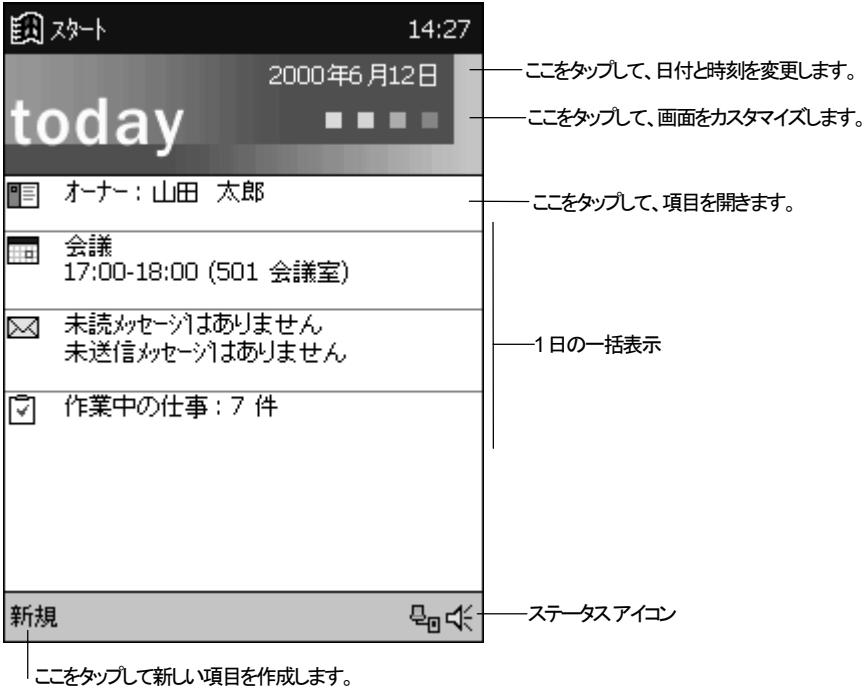 スタート 14:27
2000年6月12日
today
オーナー：山田 太郎
会議
17:00-18:00 (501 会議室)
未読メッセージはありません
未送信メッセージはありません
作業中の仕事：7 件
新規
ここをタップして、日付と時刻を変更します。
ここをタップして、画面をカスタマイズします。
ここをタップして、項目を開きます。
1日の一括表示
ステータス アイコン
ここをタップして新しい項目を作成します。